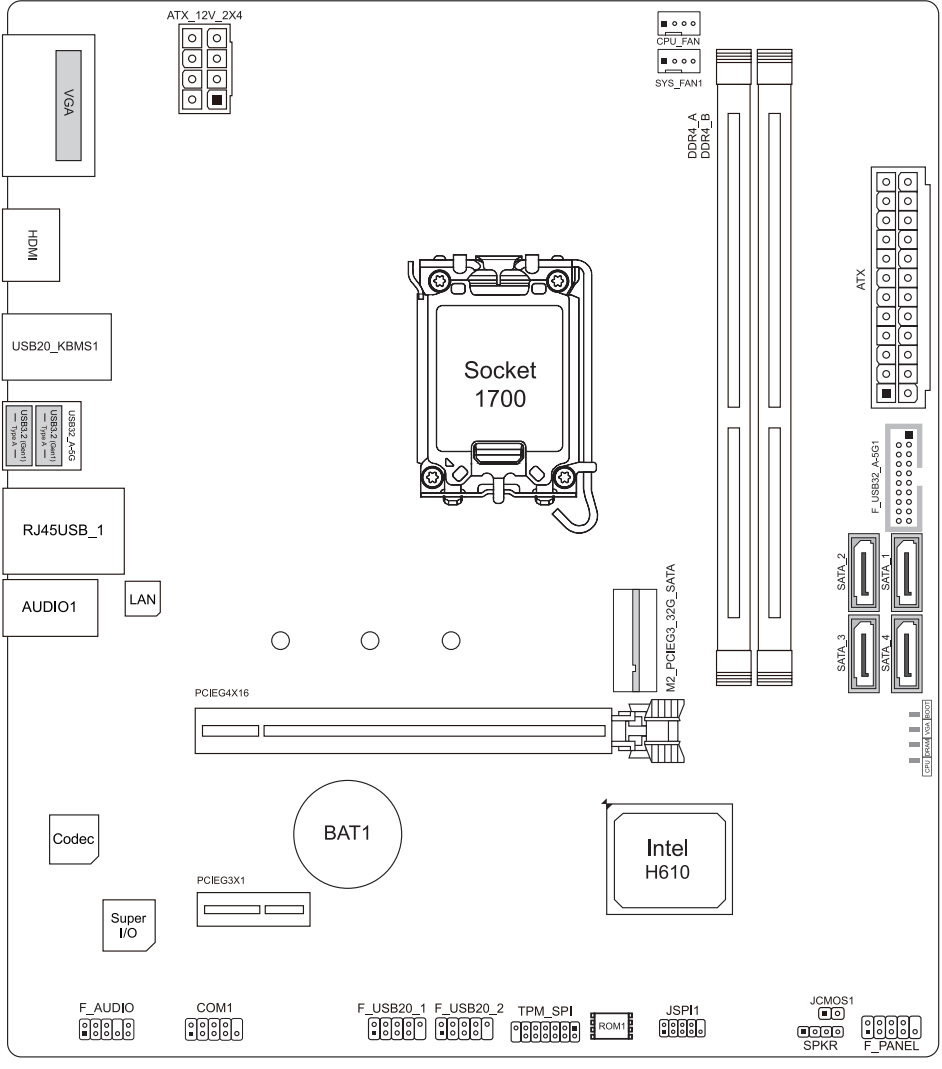 ATX_12V_2X4
CPU_FAN
SYS_FAN1
VGA
DDR4_A
DDR4_B
HDMI
ATX
USB20_KBMS1
Socket
1700
USB32_A-5G
USB3.2 (Gen1)
Type A
USB3.2 (Gen1)
Type A
F_USB32_A-5G1
RJ45USB_1
SATA_2
SATA_1
AUDIO1
LAN
M2_PCIEG3_32G_SATA
SATA_3
SATA_4
PCIEG4X16
BOOT
VGA
DRAM
CPU
BAT1
Codec
Intel
H610
PCIEG3X1
Super
I/O
F_AUDIO
COM1
F_USB20_1
F_USB20_2
TPM_SPI
ROM1
JSPI1
JCMOS1
SPKR
F_PANEL